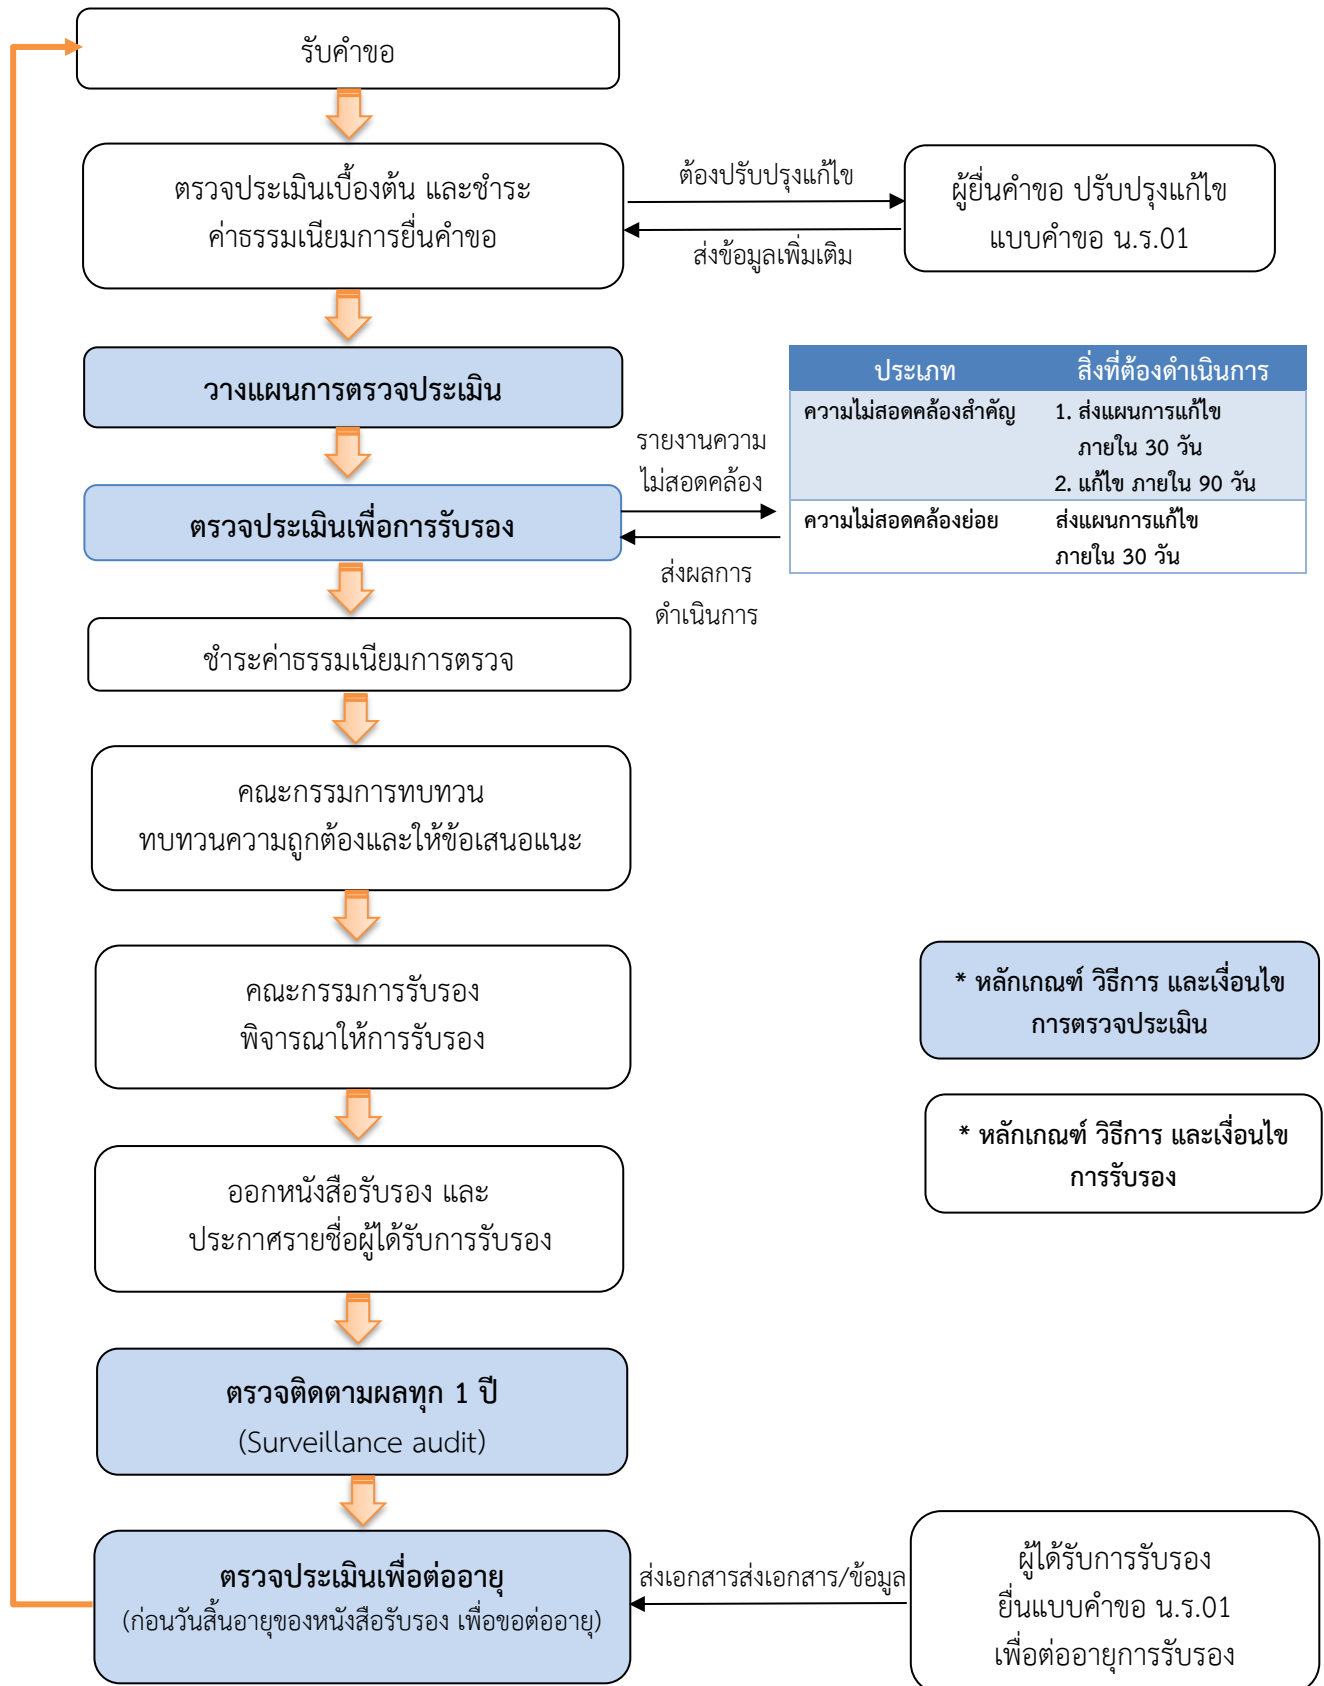 รับคำขอ
ตรวจประเมินเบื้องต้น และชำระ
ค่าธรรมเนียมการยื่นคำขอ
ต้องปรับปรุงแก้ไข
ส่งข้อมูลเพิ่มเติม
ผู้ยื่นคำขอ ปรับปรุงแก้ไข
แบบคำขอ น.ร.01
วางแผนการตรวจประเมิน
ตรวจประเมินเพื่อการรับรอง
รายงานความ
ไม่สอดคล้อง
ส่งผลการ
ดำเนินการ
ประเภท
สิ่งที่ต้องดำเนินการ
ความไม่สอดคล้องสำคัญ
1. ส่งแผนการแก้ไข
ภายใน 30 วัน
2. แก้ไข ภายใน 90 วัน
ความไม่สอดคล้องย่อย
ส่งแผนการแก้ไข
ภายใน 30 วัน
ชำระค่าธรรมเนียมการตรวจ
คณะกรรมการทบทวน
ทบทวนความถูกต้องและให้ข้อเสนอแนะ
คณะกรรมการรับรอง
พิจารณาให้การรับรอง
* หลักเกณฑ์ วิธีการ และเงื่อนไข
การตรวจประเมิน
* หลักเกณฑ์ วิธีการ และเงื่อนไข
การรับรอง
ออกหนังสือรับรอง และ
ประกาศรายชื่อผู้ได้รับการรับรอง
ตรวจติดตามผลทุก 1 ปี
(Surveillance audit)
ตรวจประเมินเพื่อต่ออายุ
(ก่อนวันสิ้นอายุของหนังสือรับรอง เพื่อขอต่ออายุ)
ส่งเอกสารส่งเอกสาร/ข้อมูล
ผู้ได้รับการรับรอง
ยื่นแบบคำขอ น.ร.01
เพื่อต่ออายุการรับรอง